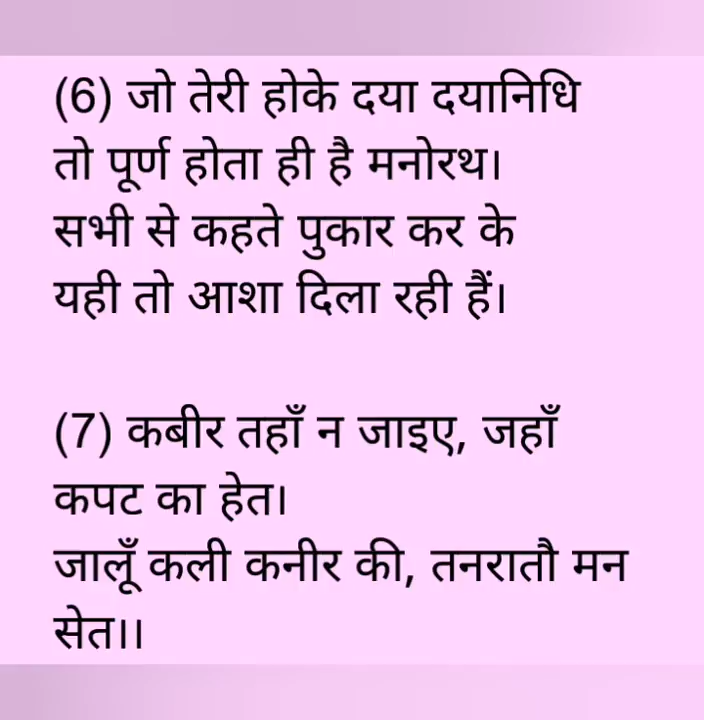 (6) जो तेरी होके दया दयानिधि
तो पूर्ण होता ही है मनोरथ।
सभी से कहते पुकार कर के
यही तो आशा दिला रही हैं।
(7) कबीर तहाँ न जाइए, जहाँ
कपट का हेत।
जालूँ कली कनीर की, तनरातौ मन
सेत।।